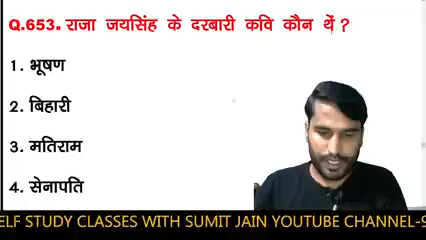 Q.653. राजा जयसिंह के दरबारी कवि कौन थें ?
1. भूषण
2. बिहारी
3. मतिराम
4. सेनापति
ELF STUDY CLASSES WITH SUMIT JAIN YOUTUBE CHANNEL-9